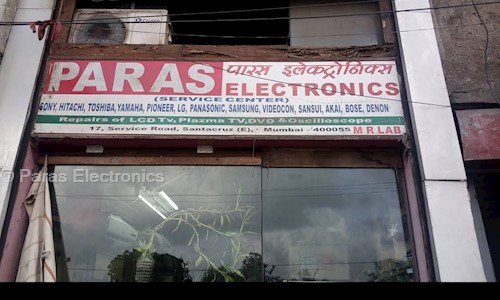 PARAS पारस इलेक्ट्रोनिक्स
ELECTRONICS
(SERVICE CENTER)
SONY, HITACHI, TOSHIBA, YAMAHA, PIONEER, LG, PANASONIC, SAMSUNG, VIDEOCON, SANSUI, AKAI, BOSE, DENON
Repairs of LCD Tv, Plazma TV, DVD & Oscilloscope
17, Service Road, Santacruz (E), Mumbai - 400055 M R LAB
© Paras Electronics